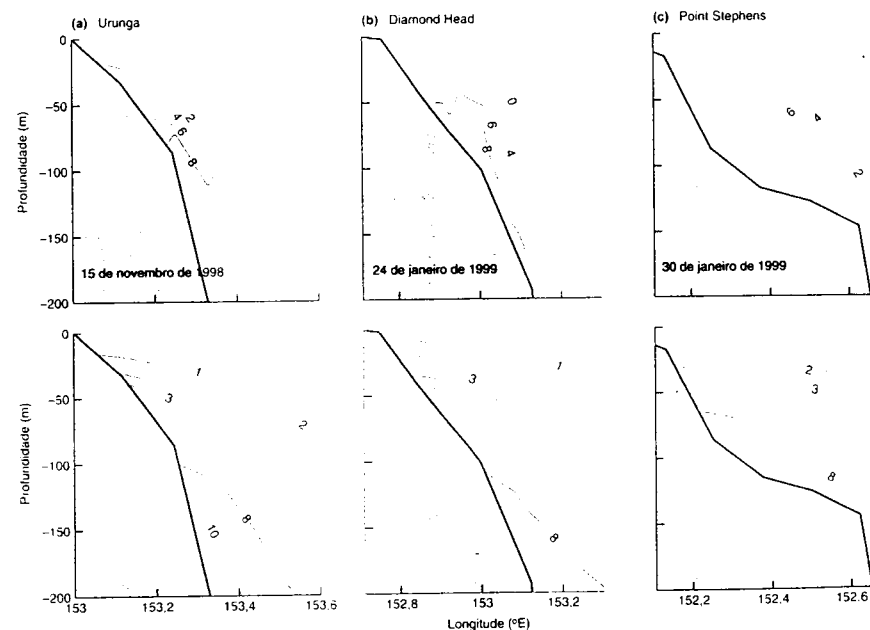 (a) Urunga
(b) Diamond Head
(c) Point Stephens
Profundidade (m)
0
−50
−100
−150
−200
2
4
6
8
15 de novembro de 1998
0
6
8
4
24 de janeiro de 1999
6
4
2
30 de janeiro de 1999
Profundidade (m)
0
−50
−100
−150
−200
1
3
2
8
10
153 153,2 153,4 153,6
1
3
8
152,8 153 153,2
2
3
8
152,2 152,4 152,6
Longitude (°E)